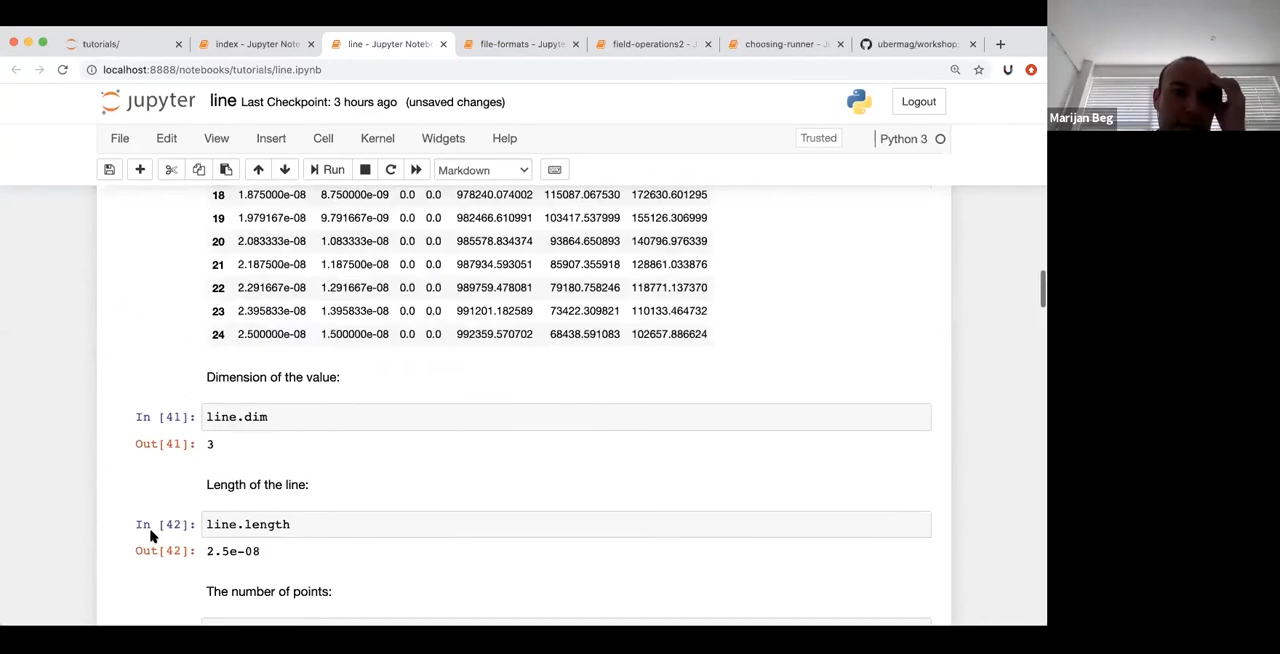 tutorials/
index - Jupyter Note
line - Jupyter Noteb
file-formats - Jupyte
field-operations2 - J
choosing-runner - Ju
ubermag/workshop:
localhost:8888/notebooks/tutorials/line.ipynb
jupyter line Last Checkpoint: 3 hours ago (unsaved changes)
Logout
File Edit View Insert Cell Kernel Widgets Help
Trusted
Python 3
Run
Markdown
18 1.875000e-08 8.750000e-09 0.0 0.0 978240.074002 115087.067530 172630.601295
19 1.979167e-08 9.791667e-09 0.0 0.0 982466.610991 103417.537999 155126.306999
20 2.083333e-08 1.083333e-08 0.0 0.0 985578.834374 93864.650893 140796.976339
21 2.187500e-08 1.187500e-08 0.0 0.0 987934.593051 85907.355918 128861.033876
22 2.291667e-08 1.291667e-08 0.0 0.0 989759.478081 79180.758246 118771.137370
23 2.395833e-08 1.395833e-08 0.0 0.0 991201.182589 73422.309821 110133.464732
24 2.500000e-08 1.500000e-08 0.0 0.0 992359.570702 68438.591083 102657.886624
Dimension of the value:
In [41]: line.dim
Out[41]: 3
Length of the line:
In [42]: line.length
Out[42]: 2.5e-08
The number of points:
Marijan Beg